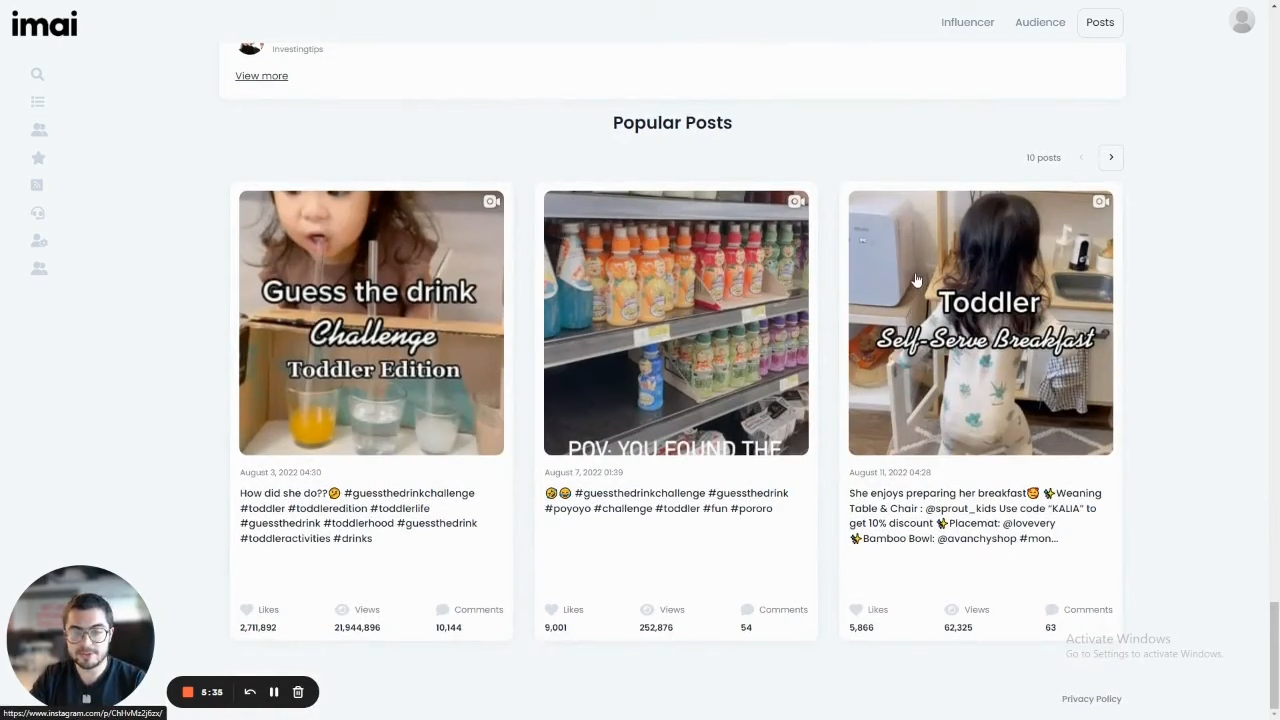 imai
Influencer
Audience
Posts
Investingtips
View more
Popular Posts
10 posts
Guess the drink
Challenge
Toddler Edition
POV: YOU FOUND THE
Toddler
Self-Serve Breakfast
August 3, 2022 04:30
How did she do??🤔 #guessthedrinkchallenge
#toddler #toddleredition #toddlerlife
#guessthedrink #toddlerhood #guessthedrink
#toddleractivities #drinks
Likes
Views
Comments
2,711,892
21,944,896
10,144
August 7, 2022 01:39
🤣😂 #guessthedrinkchallenge #guessthedrink
#poyoyo #challenge #toddler #fun #pororo
Likes
Views
Comments
9,001
252,876
54
August 11, 2022 04:28
She enjoys preparing her breakfast🥰 ✨Weaning
Table & Chair : @sprout_kids Use code "KALIA" to
get 10% discount ✨Placemat: @lovevery
✨Bamboo Bowl: @avanchyshop #mon...
Likes
Views
Comments
5,866
62,325
63
Activate Windows
Go to Settings to activate Windows.
5:35
Privacy Policy
https://www.instagram.com/p/ChHvMz2j6zx/